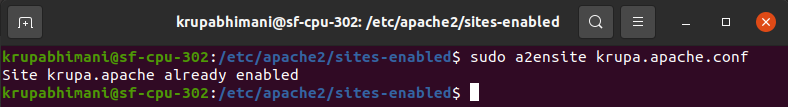 krupabhimani@sf-cpu-302: /etc/apache2/sites-enabled
krupabhimani@sf-cpu-302:/etc/apache2/sites-enabled$ sudo a2ensite krupa.apache.conf
Site krupa.apache already enabled
krupabhimani@sf-cpu-302:/etc/apache2/sites-enabled$